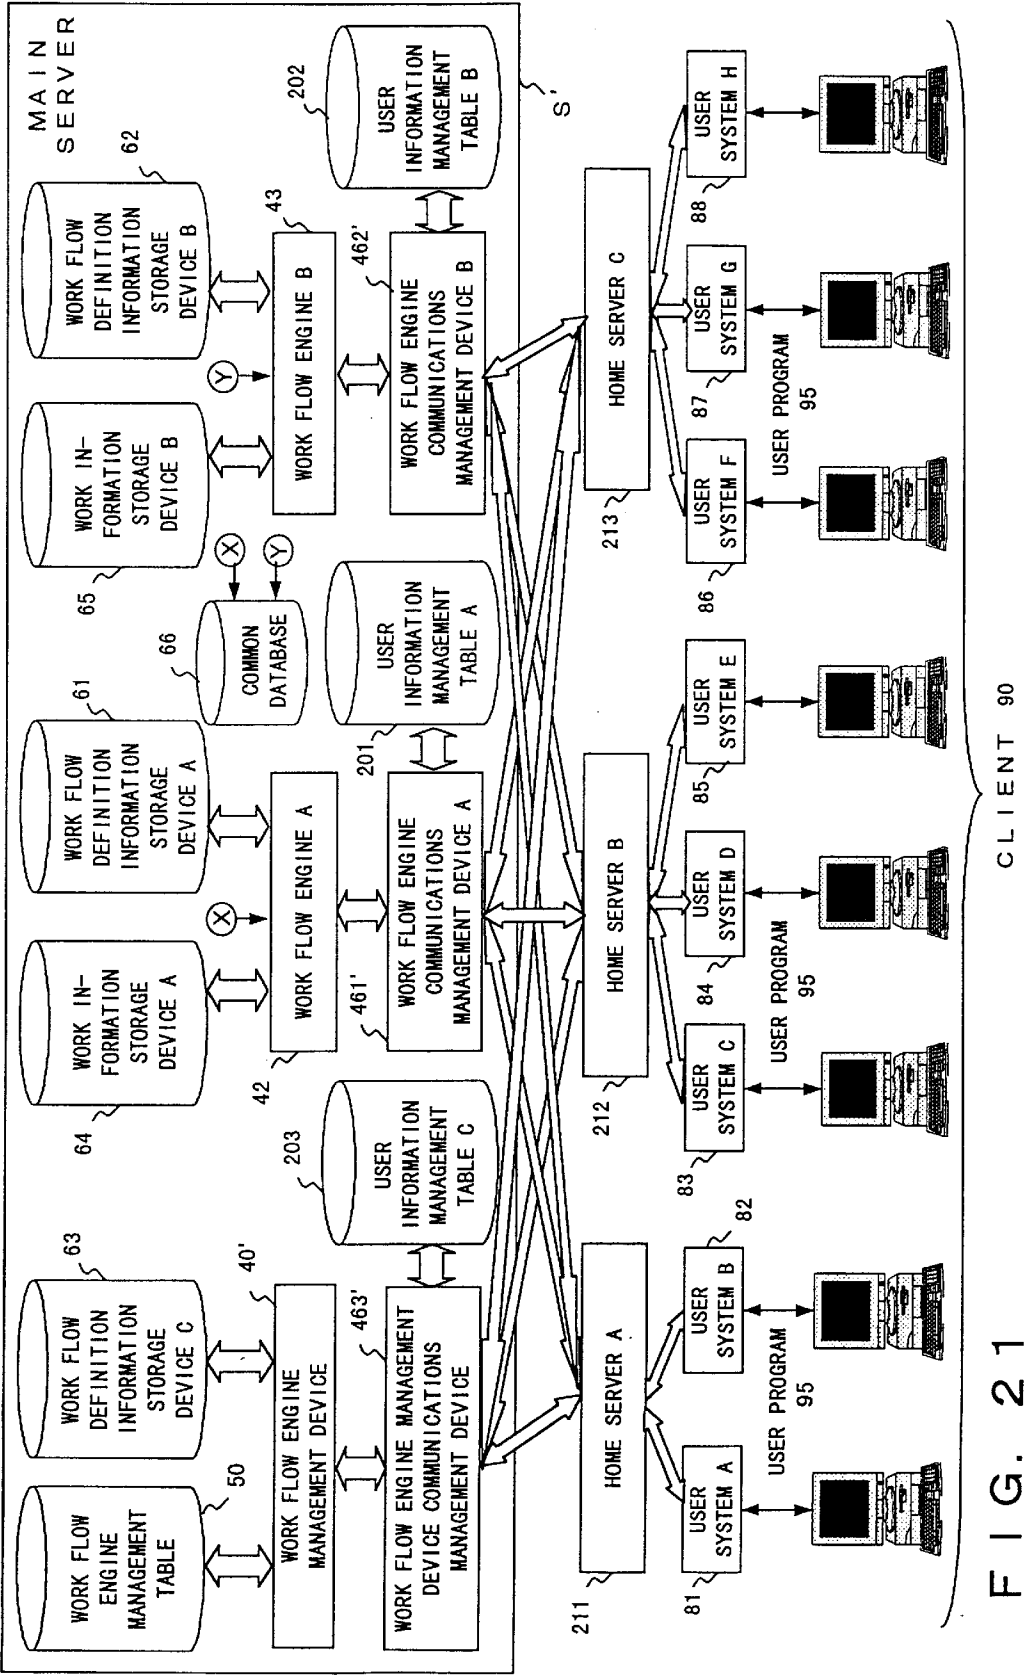 MAIN
SERVER
WORK FLOW
ENGINE
MANAGEMENT
TABLE
50
WORK FLOW
DEFINITION
INFORMATION
STORAGE
DEVICE C
63
WORK IN-
FORMATION
STORAGE
DEVICE A
64
WORK FLOW
DEFINITION
INFORMATION
STORAGE
DEVICE A
61
WORK IN-
FORMATION
STORAGE
DEVICE B
65
WORK FLOW
DEFINITION
INFORMATION
STORAGE
DEVICE B
62
X
66
COMMON
DATABASE
X
Y
Y
WORK FLOW ENGINE
MANAGEMENT DEVICE
40'
WORK FLOW ENGINE A
42
WORK FLOW ENGINE B
43
WORK FLOW ENGINE MANAGEMENT
DEVICE COMMUNICATIONS
MANAGEMENT DEVICE
463'
USER
INFORMATION
MANAGEMENT
TABLE C
203
WORK FLOW ENGINE
COMMUNICATIONS
MANAGEMENT DEVICE A
461'
USER
INFORMATION
MANAGEMENT
TABLE A
201
WORK FLOW ENGINE
COMMUNICATIONS
MANAGEMENT DEVICE B
462'
USER
INFORMATION
MANAGEMENT
TABLE B
202
S'
HOME SERVER A
211
HOME SERVER B
212
HOME SERVER C
213
USER
SYSTEM A
81
USER
SYSTEM B
82
USER
SYSTEM C
83
USER
SYSTEM D
84
USER
SYSTEM E
85
USER
SYSTEM F
86
USER
SYSTEM G
87
USER
SYSTEM H
88
USER PROGRAM
95
USER PROGRAM
95
USER PROGRAM
95
CLIENT 90
FIG. 21